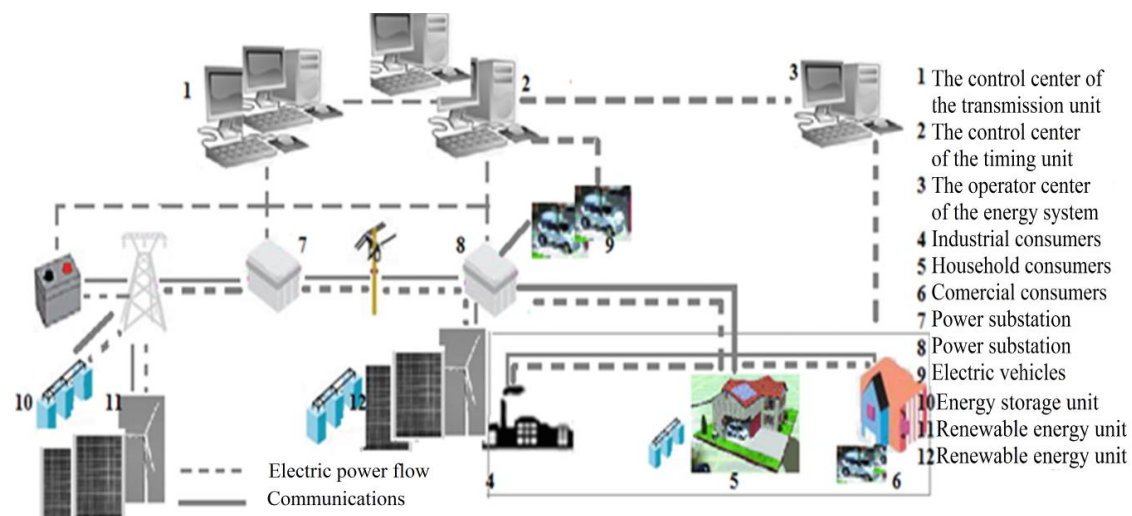 1
2
3
7
8
9
10
11
12
4
5
6
Electric power flow
Communications
1 The control center of
the transmission unit
2 The control center
of the timing unit
3 The operator center
of the energy system
4 Industrial consumers
5 Household consumers
6 Comercial consumers
7 Power substation
8 Power substation
9 Electric vehicles
10 Energy storage unit
11 Renewable energy unit
12 Renewable energy unit